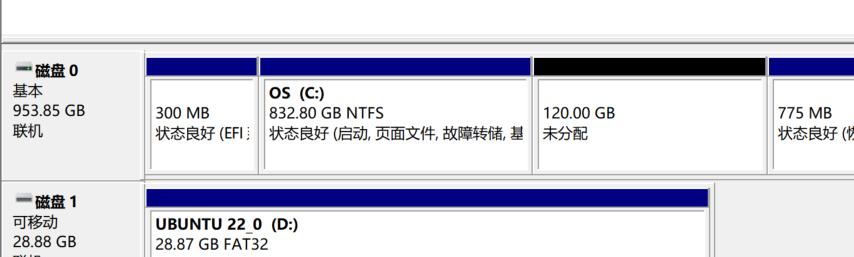 磁盘 0
基本
953.85 GB
联机
300 MB
状态良好 (EFI
OS (C:)
832.80 GB NTFS
状态良好 (启动, 页面文件, 故障转储, 基
120.00 GB
未分配
775 MB
状态良好 (恢
磁盘 1
可移动
28.88 GB
UBUNTU 22_0 (D:)
28.87 GB FAT32